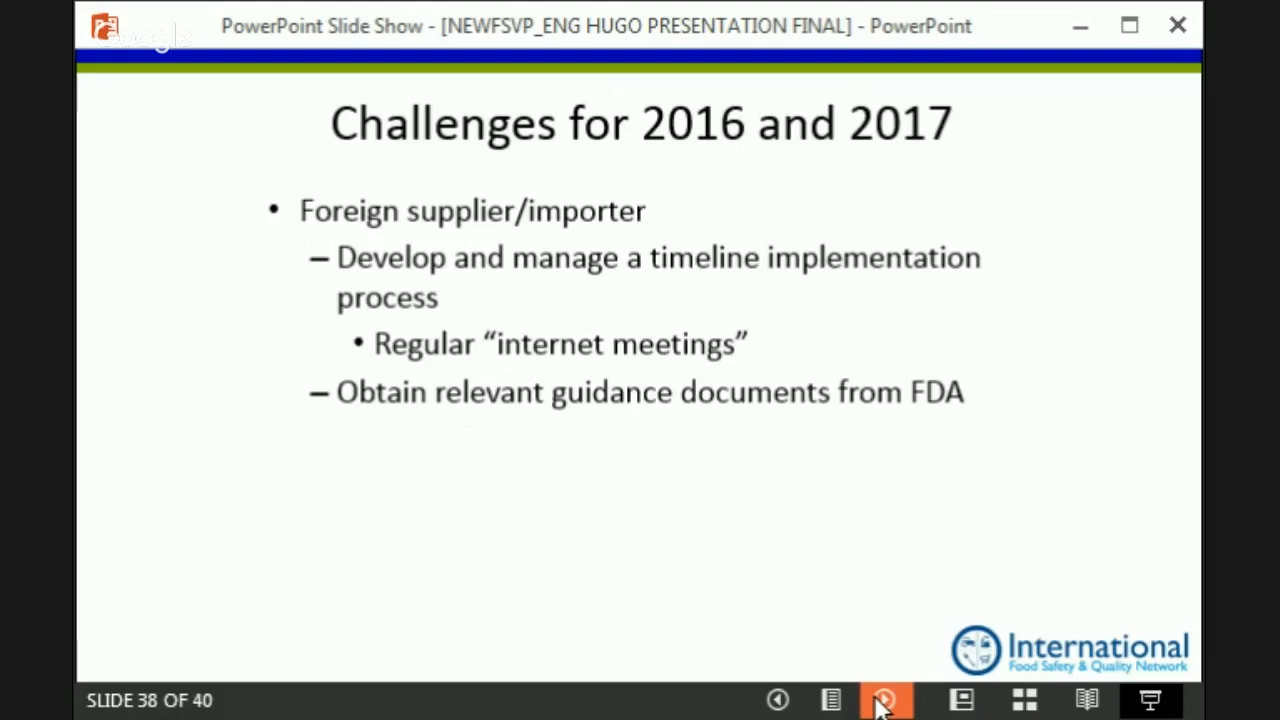 Google
PowerPoint Slide Show - [NEWFSVP_ENG HUGO PRESENTATION FINAL] - PowerPoint
Challenges for 2016 and 2017
• Foreign supplier/importer
– Develop and manage a timeline implementation
process
• Regular “internet meetings”
– Obtain relevant guidance documents from FDA
International
Food Safety & Quality Network
SLIDE 38 OF 40